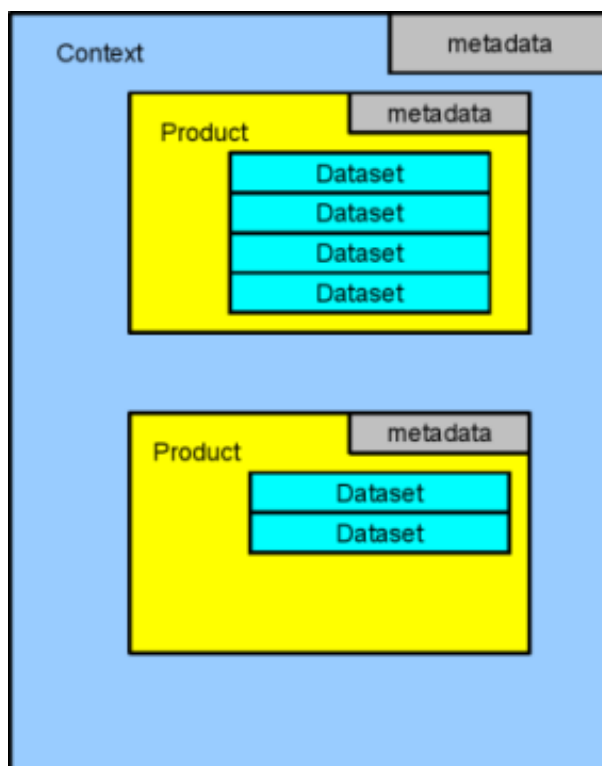 Context
metadata
Product
metadata
Dataset
Dataset
Dataset
Dataset
Product
metadata
Dataset
Dataset